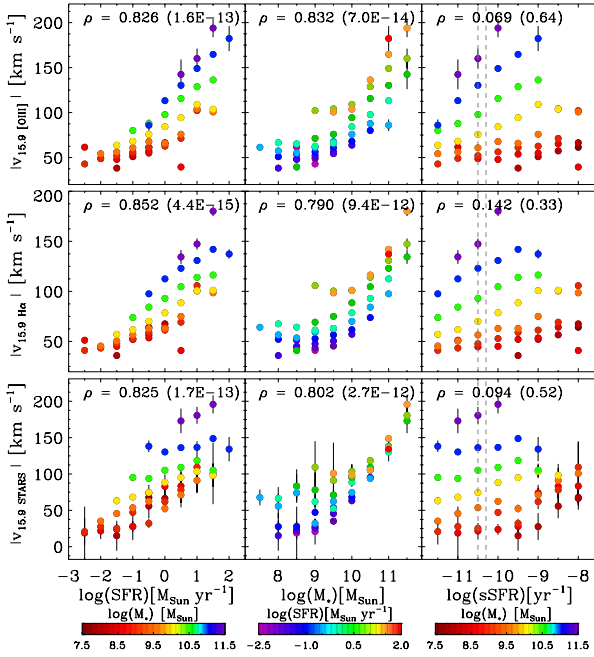 ρ = 0.826 (1.6E−13)
ρ = 0.832 (7.0E−14)
ρ = 0.069 (0.64)
|V15.9 [OIII]| [km s−1]
200
150
100
50
ρ = 0.852 (4.4E−15)
ρ = 0.790 (9.4E−12)
ρ = 0.142 (0.33)
|V15.9 Hα| [km s−1]
200
150
100
50
ρ = 0.825 (1.7E−13)
ρ = 0.802 (2.7E−12)
ρ = 0.094 (0.52)
|V15.9 STARS| [km s−1]
200
150
100
50
0
−3 −2 −1 0 1 2
8 9 10 11
−11 −10 −9 −8
log(SFR)[MSun yr−1]
log(M*)[MSun]
log(sSFR)[yr−1]
log(M*) [MSun]
log(SFR)[MSun yr−1]
log(M*) [MSun]
7.5 8.5 9.5 10.5 11.5
−2.5 −1.0 0.5 2.0
7.5 8.5 9.5 10.5 11.5